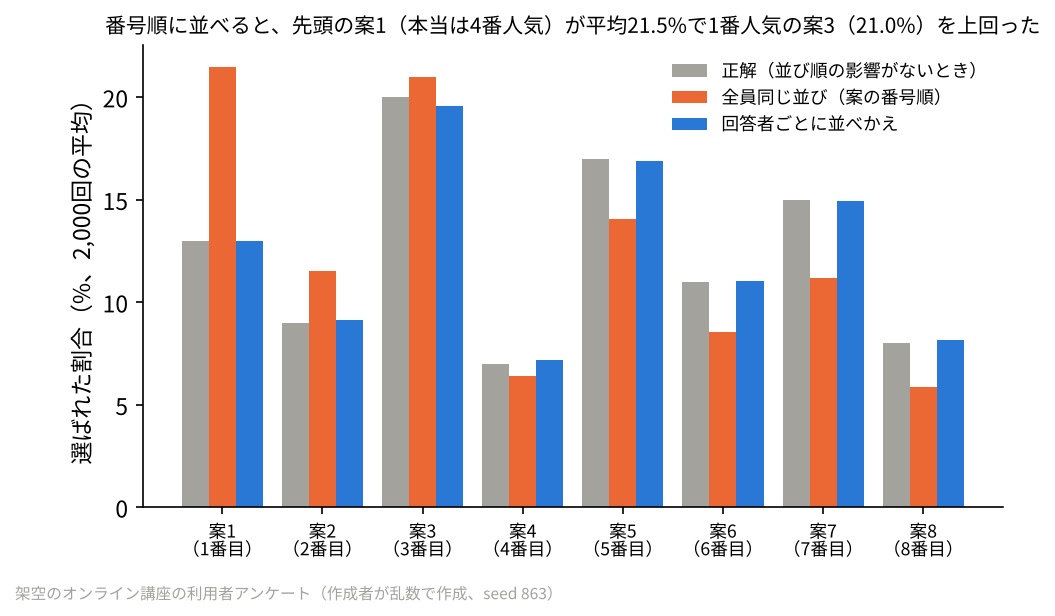 番号順に並べると、先頭の案1（本当は4番人気）が平均21.5%で1番人気の案3（21.0%）を上回った
正解（並び順の影響がないとき）
全員同じ並び（案の番号順）
回答者ごとに並べかえ
選ばれた割合（%、2,000回の平均）
20
15
10
5
0
案1
（1番目）
案2
（2番目）
案3
（3番目）
案4
（4番目）
案5
（5番目）
案6
（6番目）
案7
（7番目）
案8
（8番目）
架空のオンライン講座の利用者アンケート（作成者が乱数で作成、seed 863）